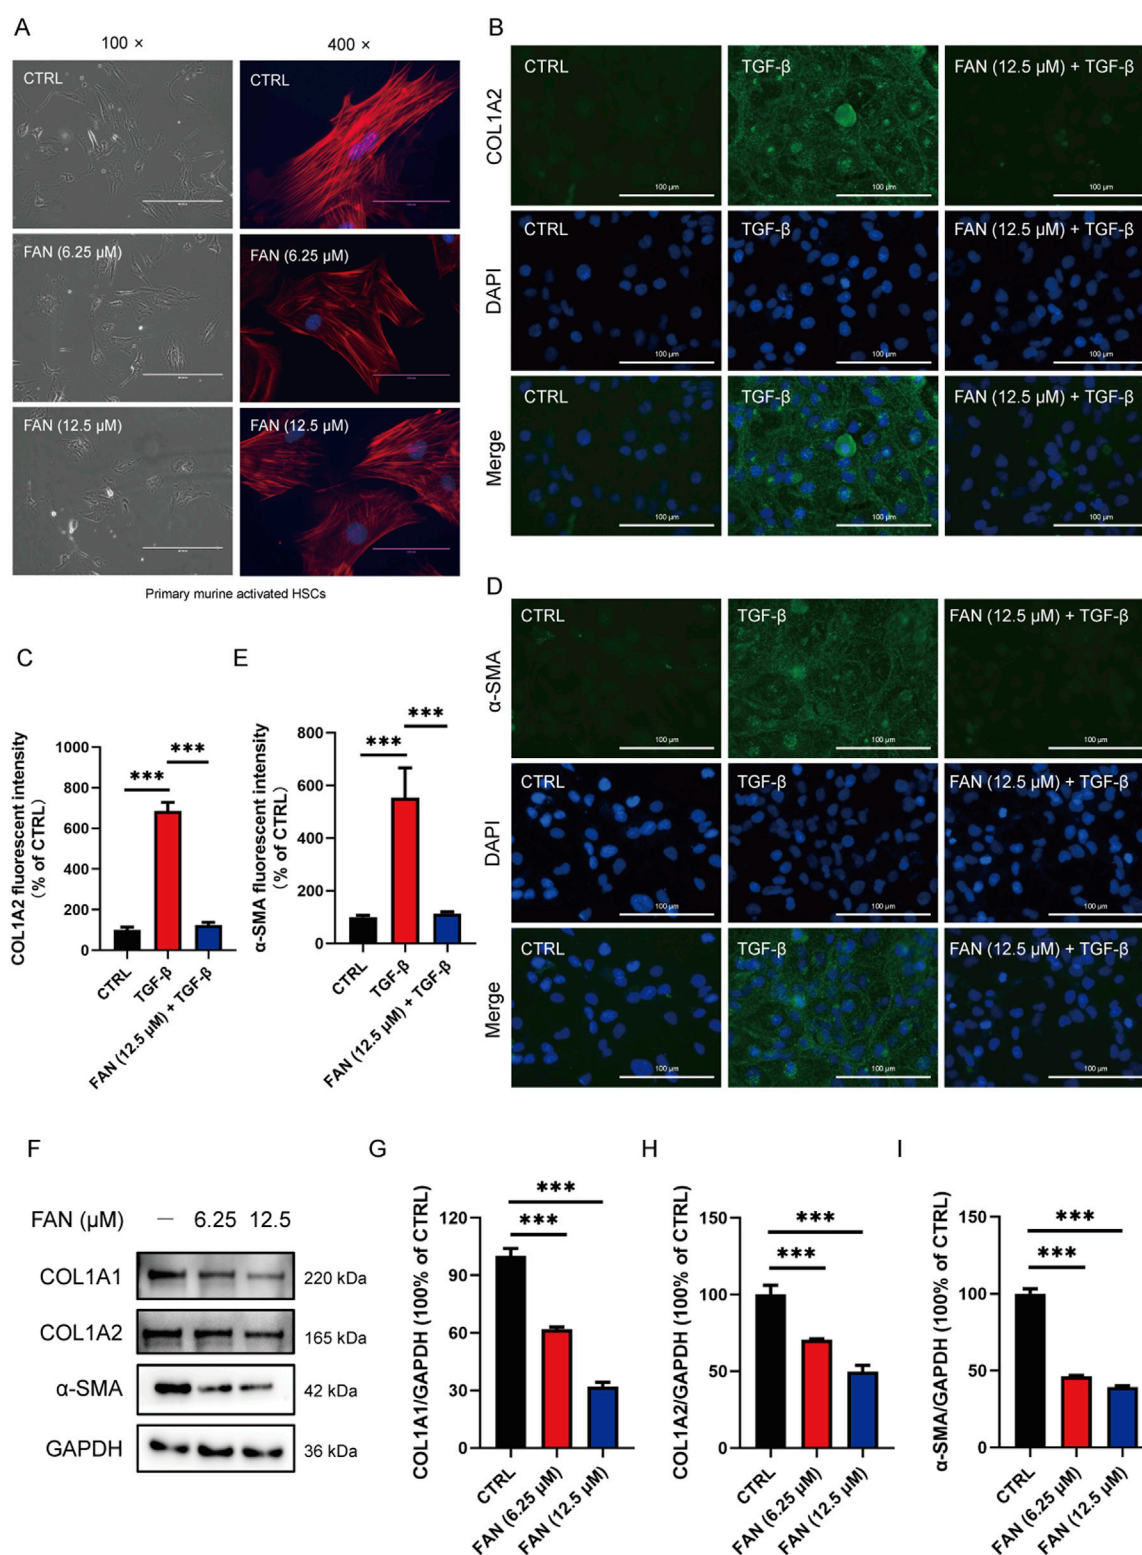 A
100 ×
400 ×
CTRL
CTRL
FAN (6.25 μM)
FAN (6.25 μM)
FAN (12.5 μM)
FAN (12.5 μM)
Primary murine activated HSCs
B
COL1A2
CTRL
TGF-β
FAN (12.5 μM) + TGF-β
100 μm
100 μm
100 μm
DAPI
CTRL
TGF-β
FAN (12.5 μM) + TGF-β
100 μm
100 μm
100 μm
Merge
CTRL
TGF-β
FAN (12.5 μM) + TGF-β
100 μm
100 μm
100 μm
C
COL1A2 fluorescent intensity
(% of CTRL)
1000
800
600
400
200
0
***
***
CTRL
TGF-β
FAN (12.5 μM) + TGF-β
E
α-SMA fluorescent intensity
(% of CTRL)
800
600
400
200
0
***
***
CTRL
TGF-β
FAN (12.5 μM) + TGF-β
D
α-SMA
CTRL
TGF-β
FAN (12.5 μM) + TGF-β
100 μm
100 μm
100 μm
DAPI
CTRL
TGF-β
FAN (12.5 μM) + TGF-β
100 μm
100 μm
100 μm
Merge
CTRL
TGF-β
FAN (12.5 μM) + TGF-β
100 μm
100 μm
100 μm
F
FAN (μM) — 6.25 12.5
COL1A1 220 kDa
COL1A2 165 kDa
α-SMA 42 kDa
GAPDH 36 kDa
G
COL1A1/GAPDH (100% of CTRL)
120
90
60
30
0
***
***
CTRL
FAN (6.25 μM)
FAN (12.5 μM)
H
COL1A2/GAPDH (100% of CTRL)
150
100
50
0
***
***
CTRL
FAN (6.25 μM)
FAN (12.5 μM)
I
α-SMA/GAPDH (100% of CTRL)
150
100
50
0
***
***
CTRL
FAN (6.25 μM)
FAN (12.5 μM)